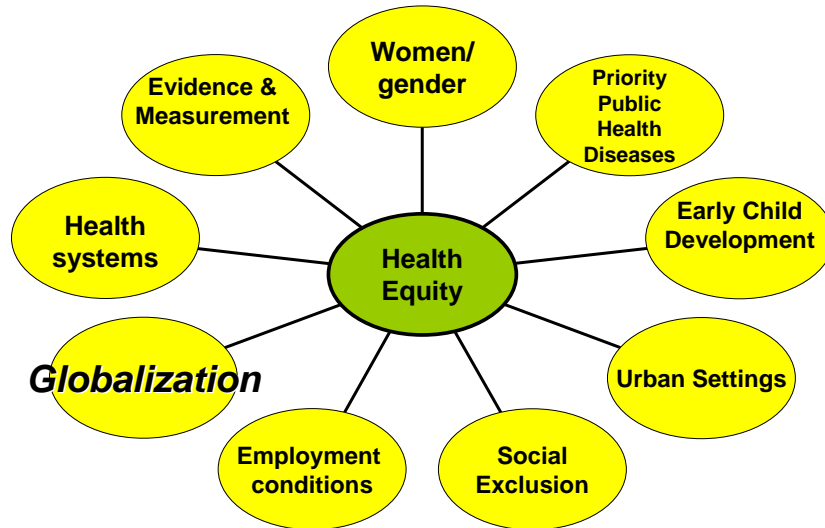 Women/
gender
Priority
Public
Health
Diseases
Early Child
Development
Urban Settings
Social
Exclusion
Employment
conditions
Globalization
Health
systems
Evidence &
Measurement
Health
Equity